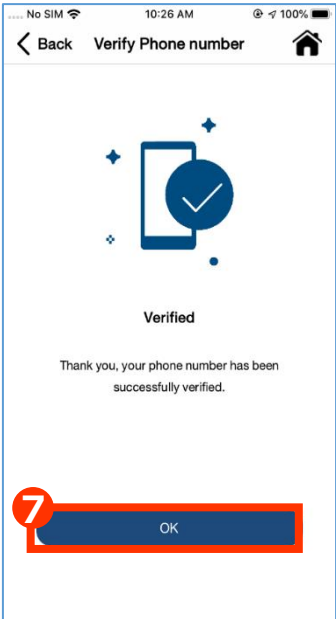 No SIM 10:26 AM 100%
Back Verify Phone number
Verified
Thank you, your phone number has been
successfully verified.
7
OK